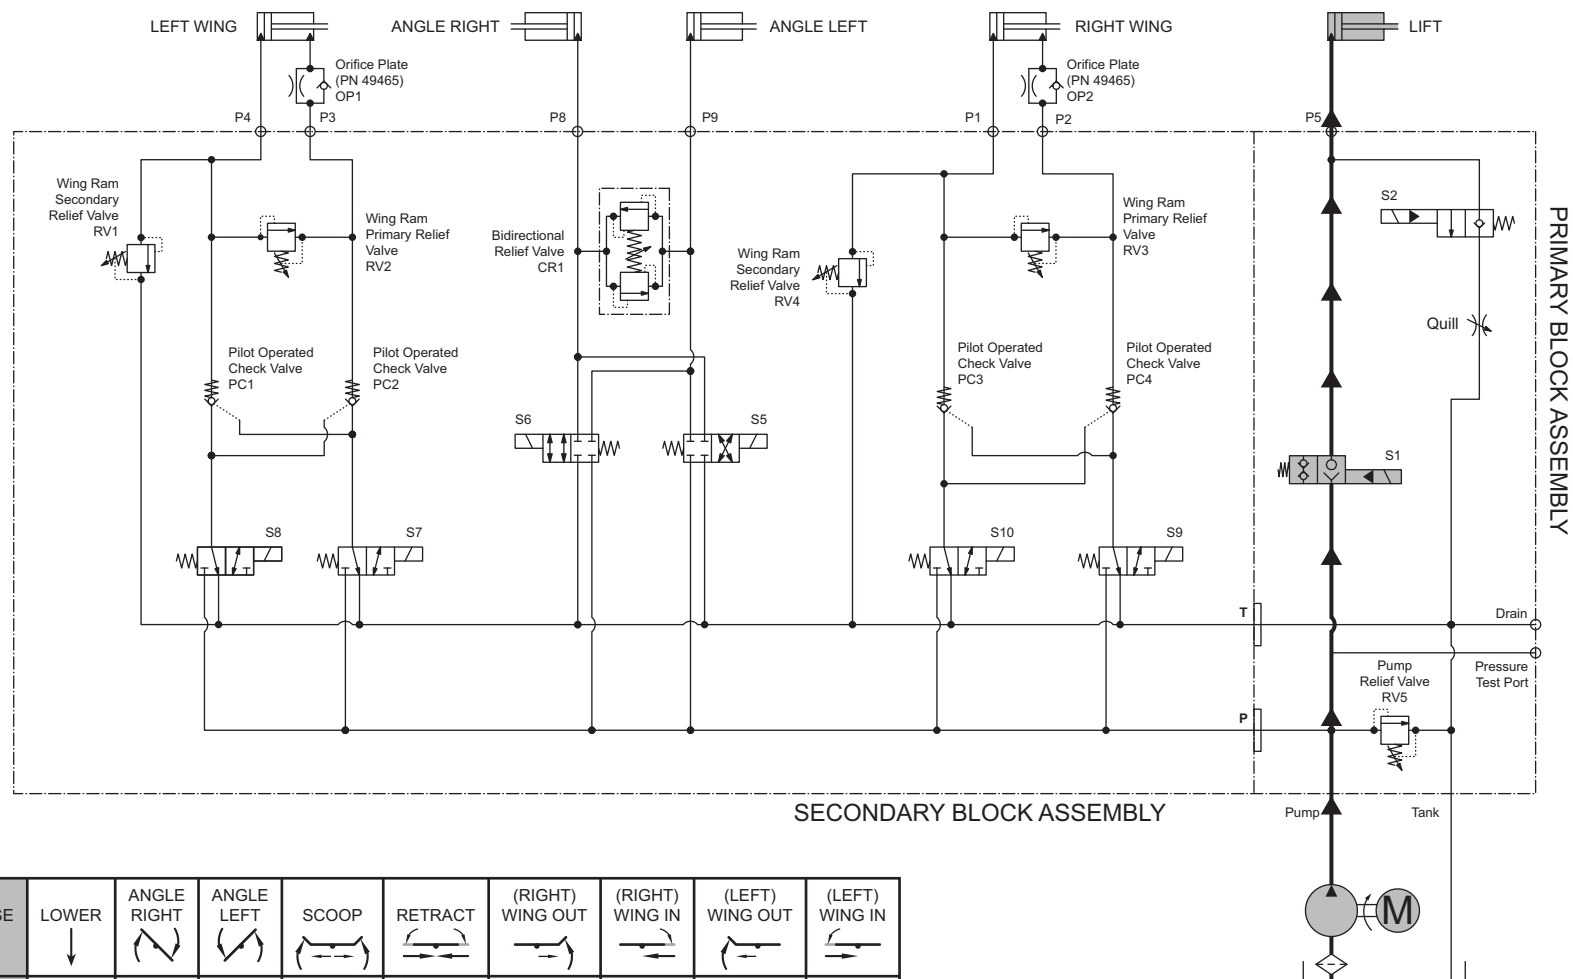 LEFT WING
ANGLE RIGHT
ANGLE LEFT
RIGHT WING
LIFT
Orifice Plate
(PN 49465)
OP1
Orifice Plate
(PN 49465)
OP2
P4
P3
P8
P9
P1
P2
P5
Wing Ram
Secondary
Relief Valve
RV1
Wing Ram
Primary Relief
Valve
RV2
Bidirectional
Relief Valve
CR1
Wing Ram
Secondary
Relief Valve
RV4
Wing Ram
Primary Relief
Valve
RV3
S2
Quill
PRIMARY BLOCK ASSEMBLY
Pilot Operated
Check Valve
PC1
Pilot Operated
Check Valve
PC2
Pilot Operated
Check Valve
PC3
Pilot Operated
Check Valve
PC4
S6
S5
S1
S8
S7
S10
S9
T
Drain
Pressure
Test Port
Pump
Relief Valve
RV5
P
SECONDARY BLOCK ASSEMBLY
Pump
Tank
M
SE
LOWER
ANGLE
RIGHT
ANGLE
LEFT
SCOOP
RETRACT
(RIGHT)
WING OUT
(RIGHT)
WING IN
(LEFT)
WING OUT
(LEFT)
WING IN